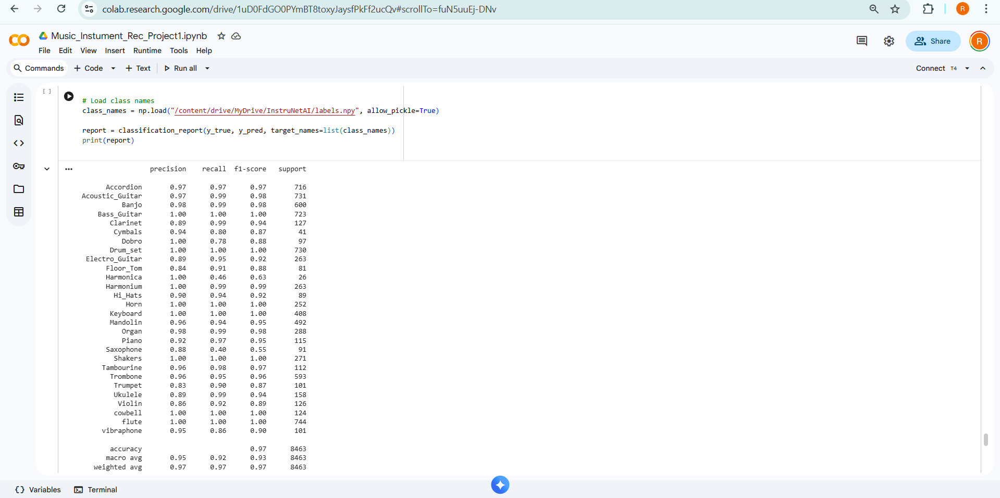 colab.research.google.com/drive/1uD0FdGO0PYmBT8toxyJaysfPkFf2ucQv#scrollTo=fuN5uuEj-DNv
R
Music_Instument_Rec_Project1.ipynb
Share
R
File Edit View Insert Runtime Tools Help
Commands + Code + Text Run all
Connect T4
[ ]
# Load class names
class_names = np.load("/content/drive/MyDrive/InstruNetAI/labels.npy", allow_pickle=True)
report = classification_report(y_true, y_pred, target_names=list(class_names))
print(report)
precision recall f1-score support
Accordion 0.97 0.97 0.97 716
Acoustic_Guitar 0.97 0.99 0.98 731
Banjo 0.98 0.99 0.98 600
Bass_Guitar 1.00 1.00 1.00 723
Clarinet 0.89 0.99 0.94 127
Cymbals 0.94 0.80 0.87 41
Dobro 1.00 0.78 0.88 97
Drum_set 1.00 1.00 1.00 730
Electro_Guitar 0.89 0.95 0.92 263
Floor_Tom 0.84 0.91 0.88 81
Harmonica 1.00 0.46 0.63 26
Harmonium 1.00 0.99 0.99 263
Hi_Hats 0.90 0.94 0.92 89
Horn 1.00 1.00 1.00 252
Keyboard 1.00 1.00 1.00 408
Mandolin 0.96 0.94 0.95 492
Organ 0.98 0.99 0.98 288
Piano 0.92 0.97 0.95 115
Saxophone 0.88 0.40 0.55 91
Shakers 1.00 1.00 1.00 271
Tambourine 0.96 0.98 0.97 112
Trombone 0.96 0.95 0.96 593
Trumpet 0.83 0.90 0.87 101
Ukulele 0.89 0.99 0.94 158
Violin 0.86 0.92 0.89 126
cowbell 1.00 1.00 1.00 124
flute 1.00 1.00 1.00 744
vibraphone 0.95 0.86 0.90 101
accuracy 0.97 8463
macro avg 0.95 0.92 0.93 8463
weighted avg 0.97 0.97 0.97 8463
Variables Terminal